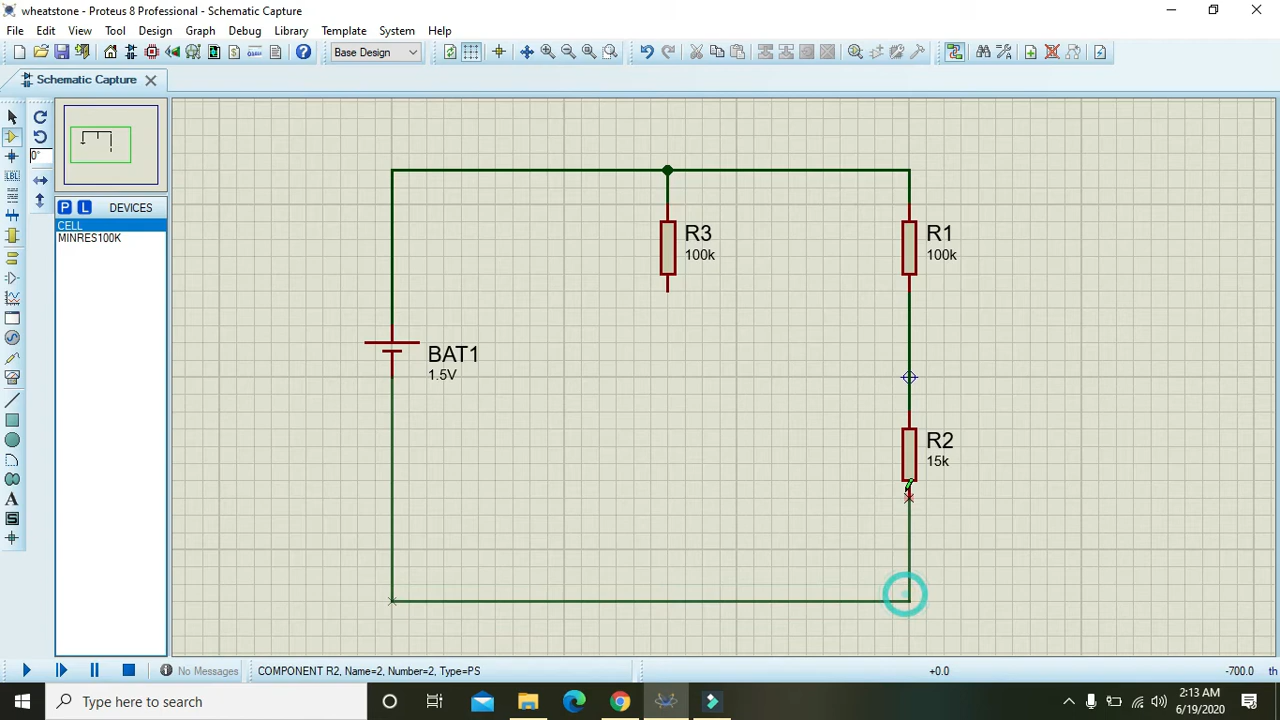 wheatstone - Proteus 8 Professional - Schematic Capture
File Edit View Tool Design Graph Debug Library Template System Help
Base Design
Schematic Capture
0°
LBL
P L DEVICES
CELL
MINRES100K
R3
100k
R1
100k
BAT1
1.5V
R2
15k
A
S
No Messages
COMPONENT R2, Name=2, Number=2, Type=PS
+0.0
-700.0
th
Type here to search
2:13 AM
6/19/2020